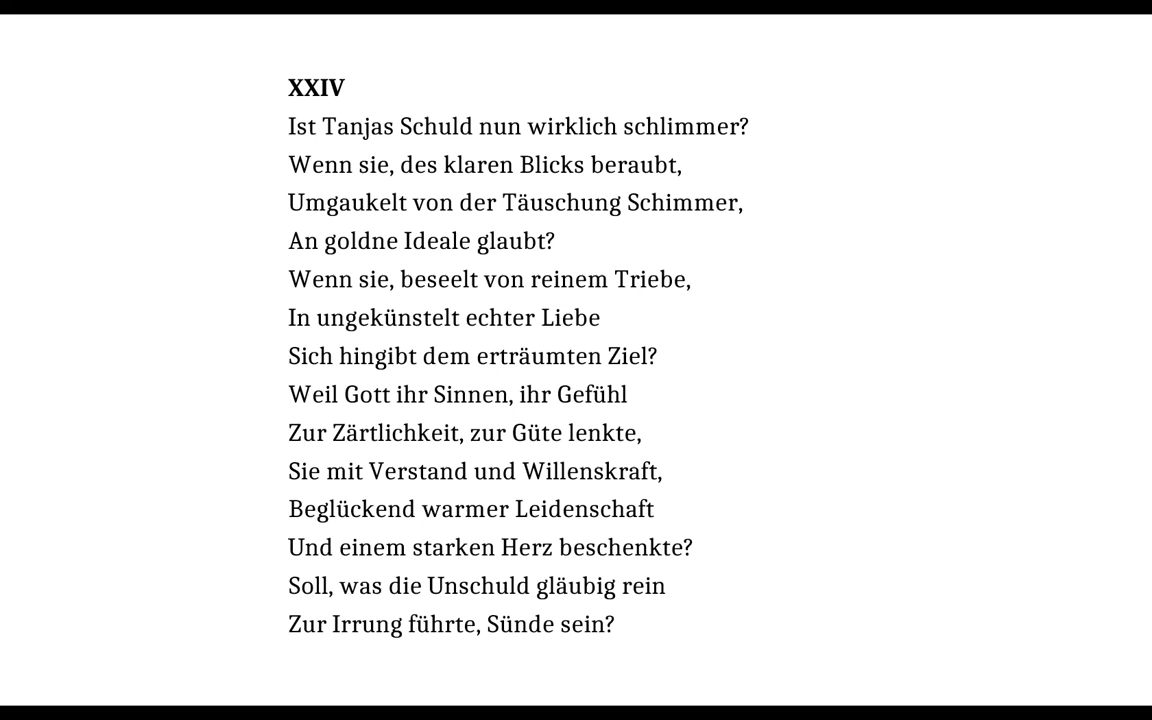 XXIV
Ist Tanjas Schuld nun wirklich schlimmer?
Wenn sie, des klaren Blicks beraubt,
Umgaukelt von der Täuschung Schimmer,
An goldne Ideale glaubt?
Wenn sie, beseelt von reinem Triebe,
In ungekünstelt echter Liebe
Sich hingibt dem erträumten Ziel?
Weil Gott ihr Sinnen, ihr Gefühl
Zur Zärtlichkeit, zur Güte lenkte,
Sie mit Verstand und Willenskraft,
Beglückend warmer Leidenschaft
Und einem starken Herz beschenkte?
Soll, was die Unschuld gläubig rein
Zur Irrung führte, Sünde sein?